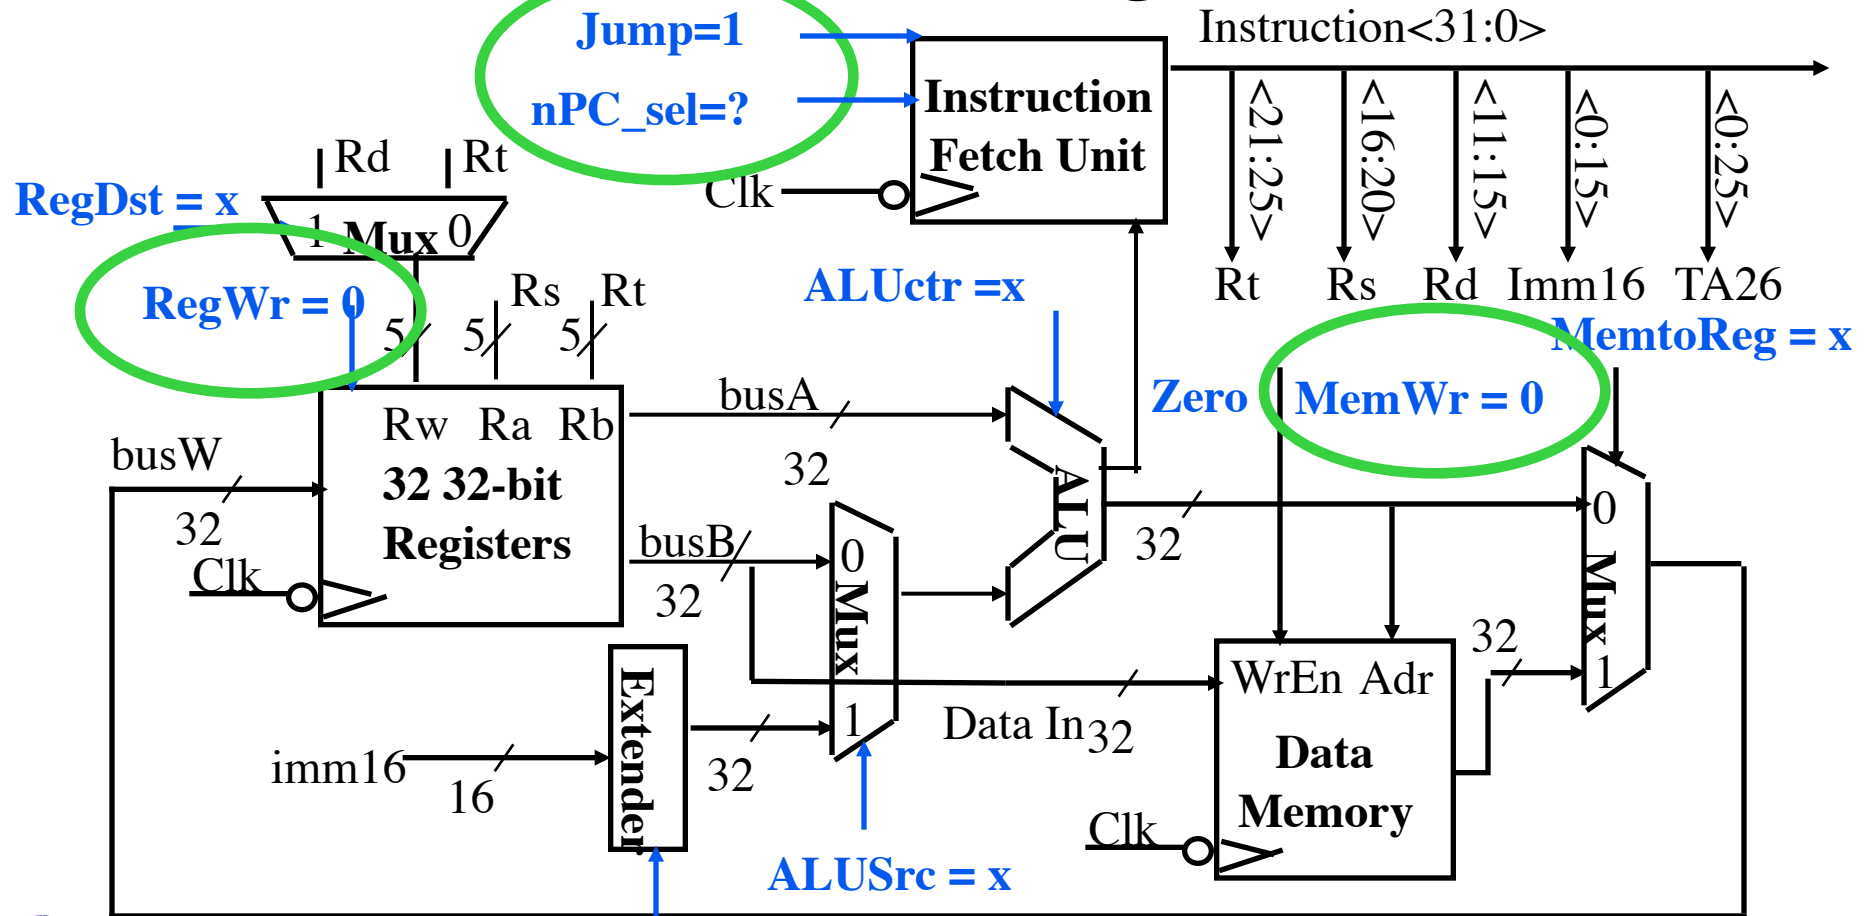 Jump=1
Instruction<31:0>
nPC_sel=?
Instruction
Fetch Unit
<21:25>
<16:20>
<11:15>
<0:15>
<0:25>
Rd
Rt
Clk
RegDst = x
1 Mux 0
RegWr = 0
Rs
Rt
ALUctr =x
Rt
Rs
Rd
Imm16
TA26
5
5
5
MemtoReg = x
busA
Zero
MemWr = 0
Rw Ra Rb
busW
32
32 32-bit
Registers
32
ALU
0
Mux
1
32
busB
0
Mux
1
32
Clk
32
WrEn Adr
Data In
32
Data
Memory
Extender
imm16
16
32
Clk
ALUSrc = x